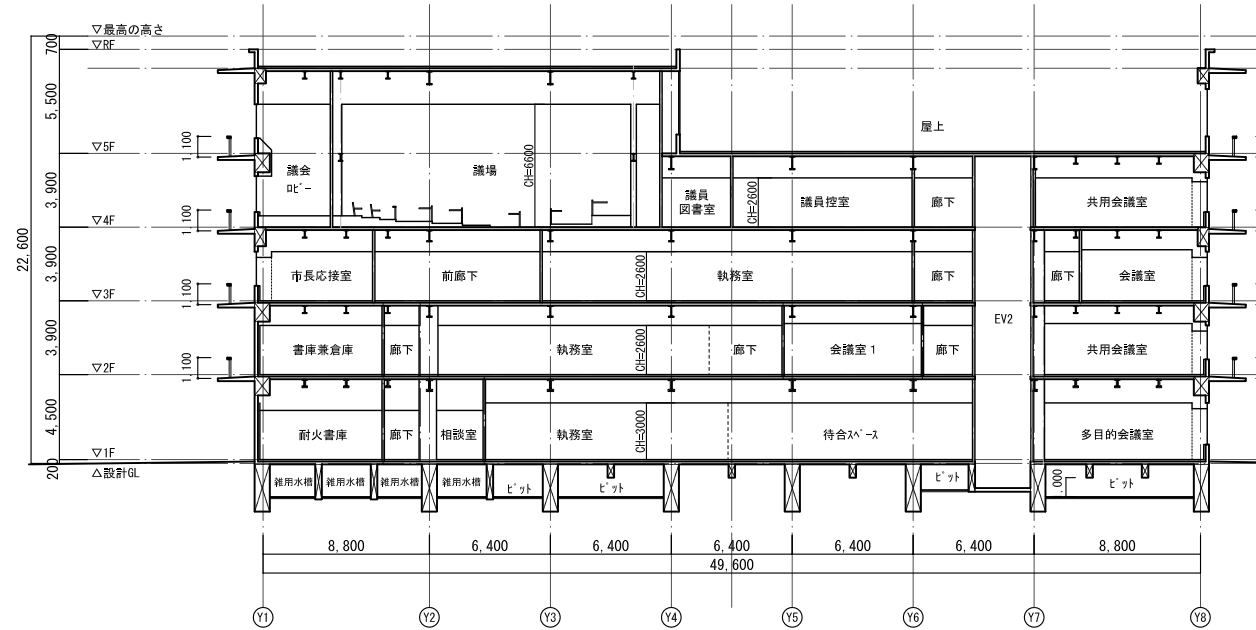 ▽最高の高さ
▽RF
700
5,500
屋上
1,100
▽5F
議会
ロビー
議場
CH=6600
議員
図書室
CH=2600
議員控室
廊下
共用会議室
3,900
1,100
▽4F
22,600
市長応接室
前廊下
CH=2600
執務室
廊下
廊下
会議室
3,900
1,100
▽3F
EV2
書庫兼倉庫
廊下
執務室
CH=2600
廊下
会議室1
廊下
共用会議室
3,900
1,100
▽2F
耐火書庫
廊下
相談室
執務室
CH=3000
待合スペース
多目的会議室
4,500
▽1F
200
△設計GL
雑用水槽
雑用水槽
雑用水槽
雑用水槽
ピット
ピット
ピット
,000
ピット
8,800
6,400
6,400
6,400
6,400
6,400
8,800
49,600
Y1
Y2
Y3
Y4
Y5
Y6
Y7
Y8